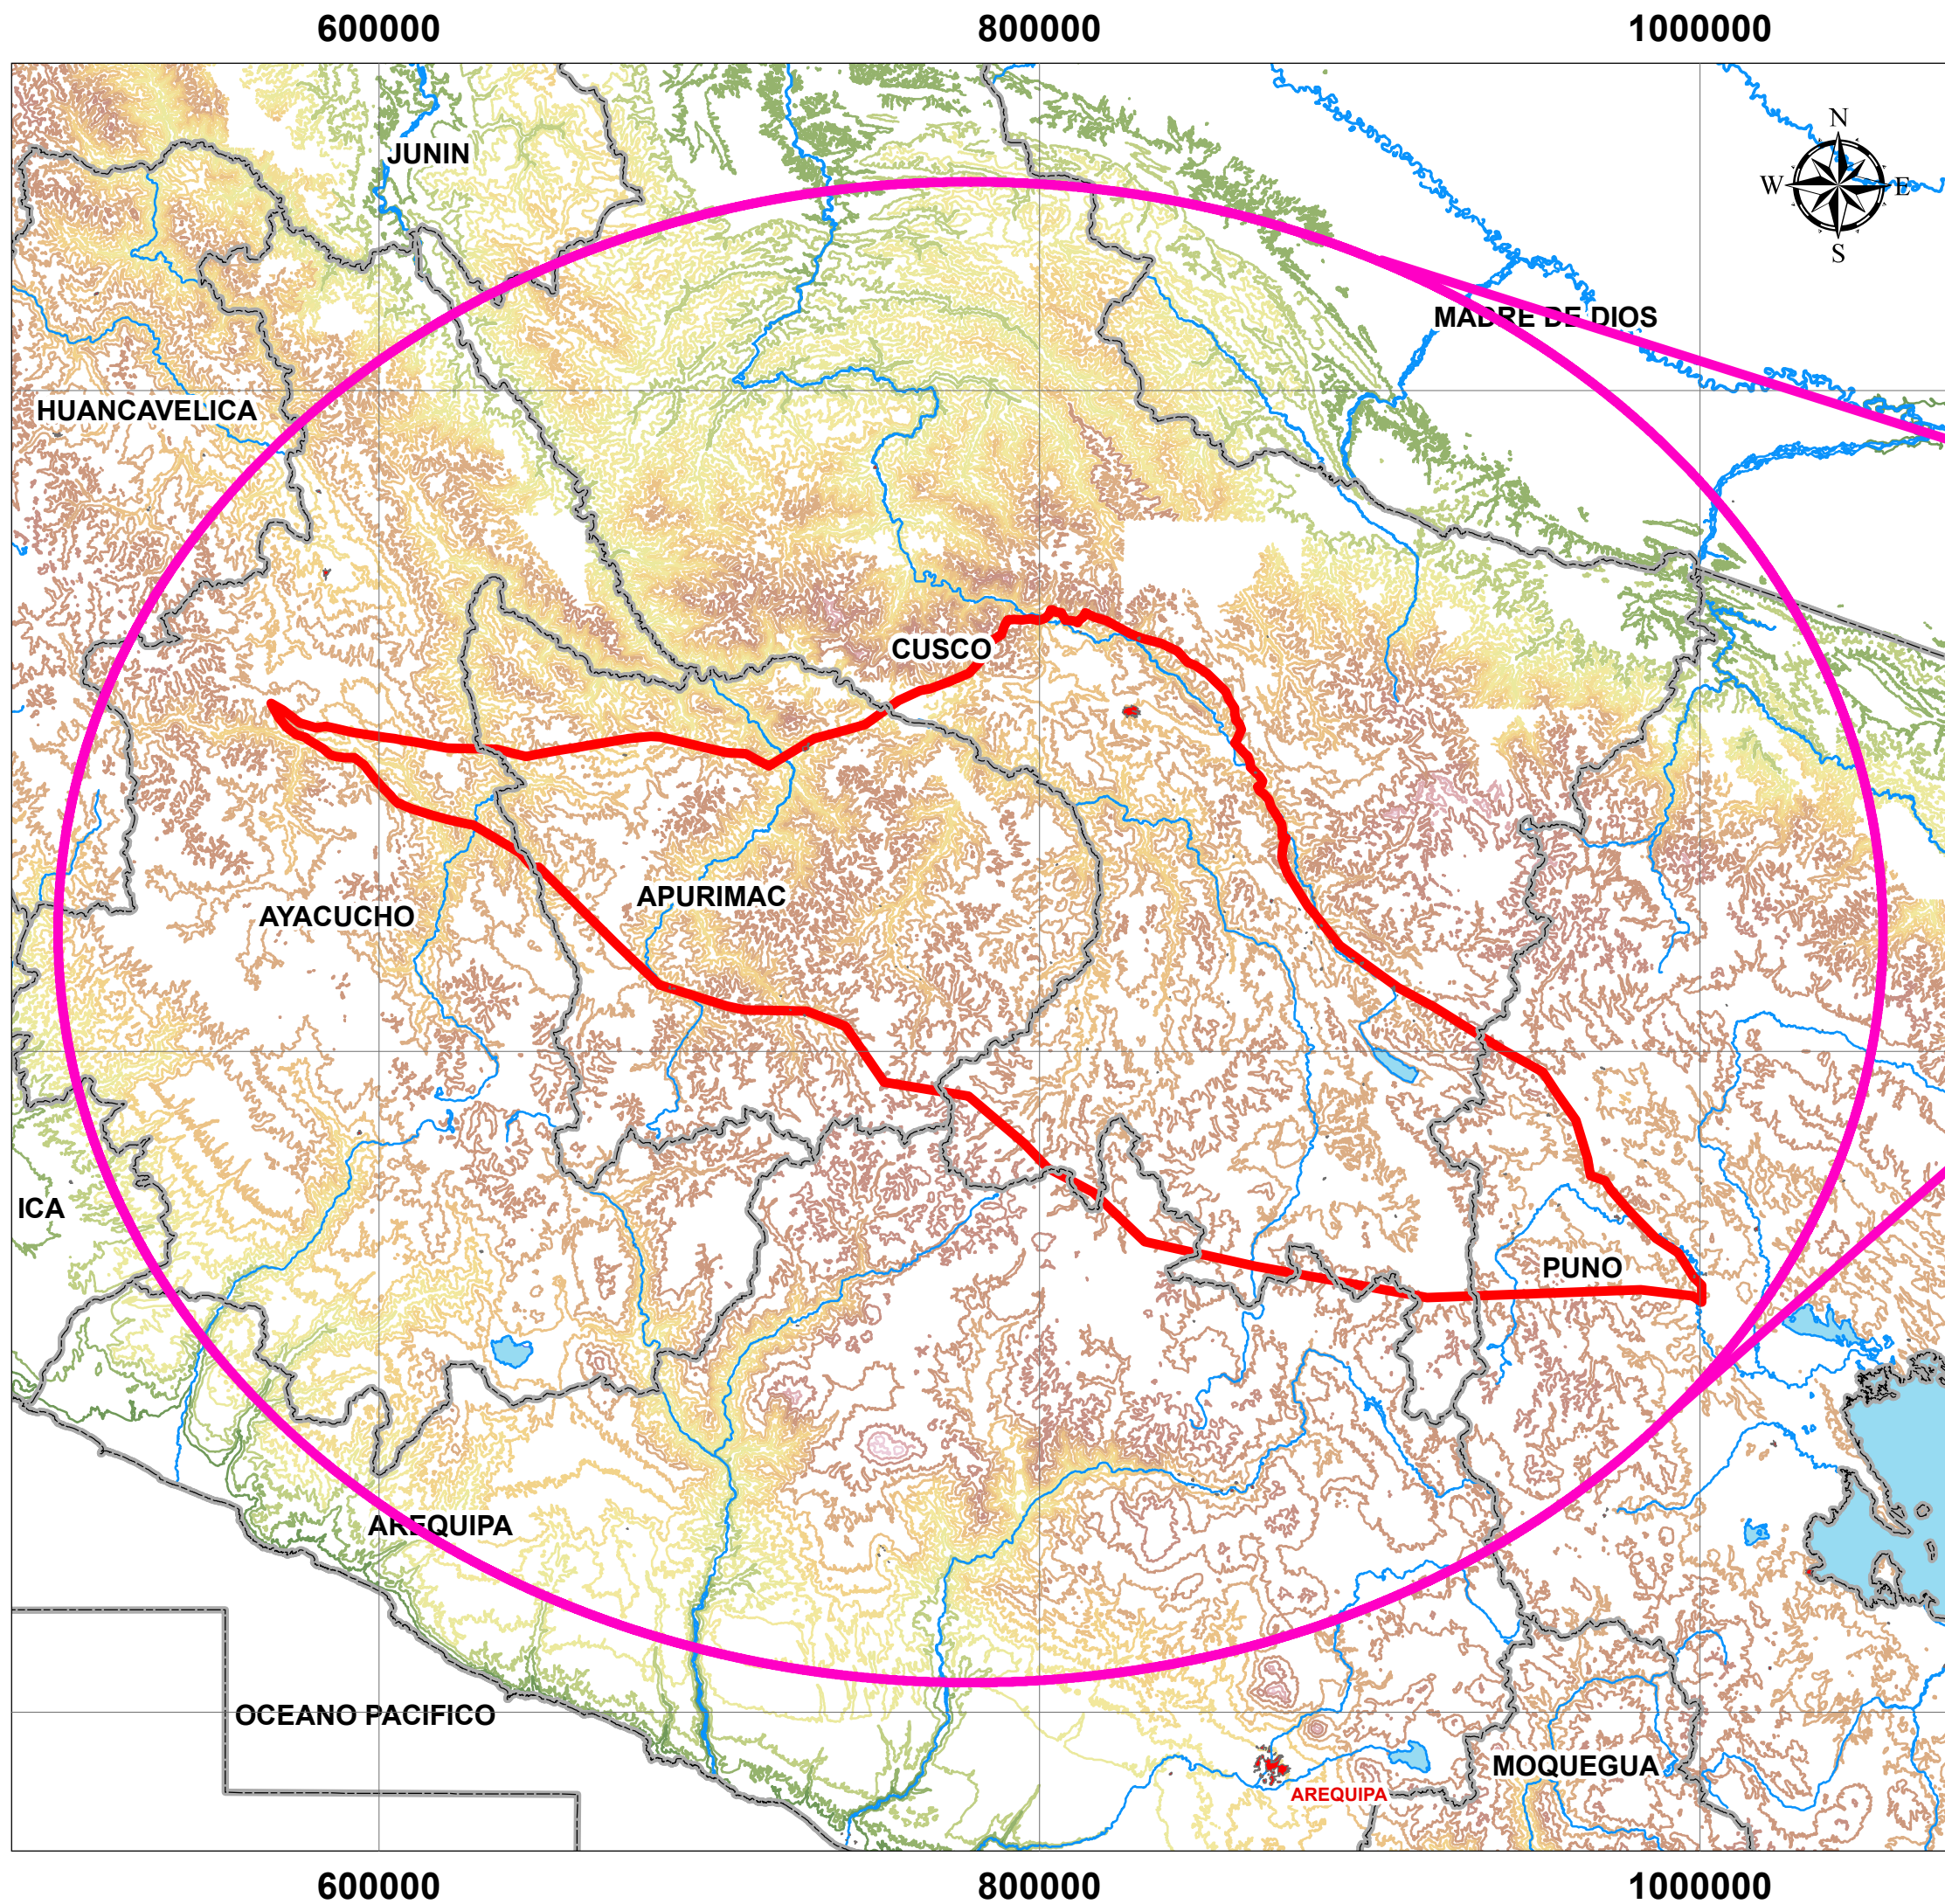 600000 800000 1000000
JUNIN
N
W E
S
MADRE DE DIOS
HUANCAVELICA
CUSCO
APURIMAC
AYACUCHO
ICA
PUNO
AREQUIPA
OCEANO PACIFICO
MOQUEGUA
AREQUIPA
600000 800000 1000000